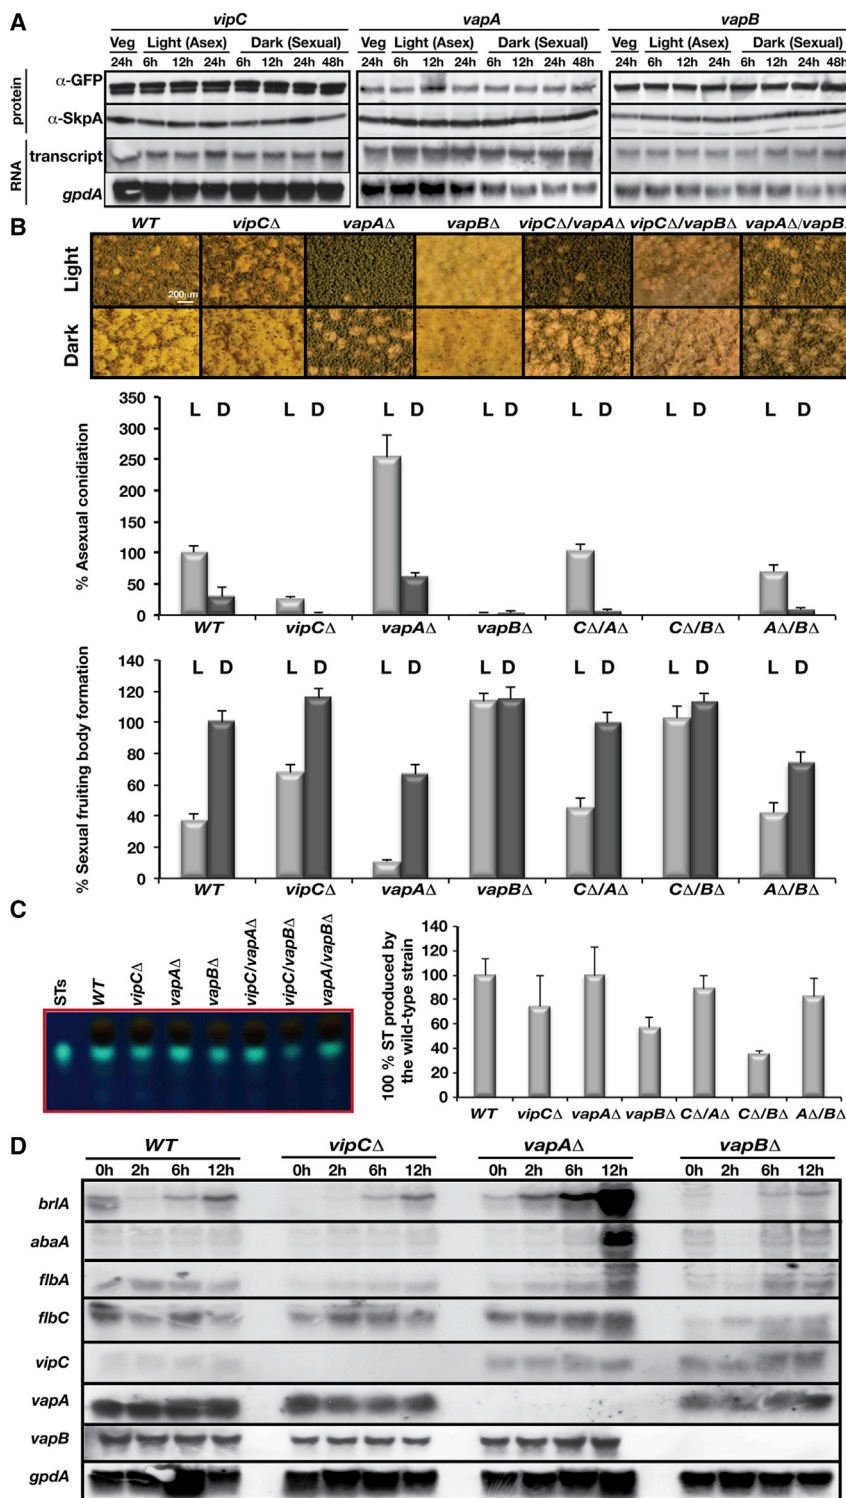 A
vipC vapA vapB
Veg Light (Asex) Dark (Sexual) Veg Light (Asex) Dark (Sexual) Veg Light (Asex) Dark (Sexual)
24h 6h 12h 24h 6h 12h 24h 48h 24h 6h 12h 24h 6h 12h 24h 48h 24h 6h 12h 24h 6h 12h 24h 48h
protein
α-GFP
α-SkpA
RNA
transcript
gpdA
B
WT vipCΔ vapAΔ vapBΔ vipCΔ/vapAΔ vipCΔ/vapBΔ vapAΔ/vapB
Light
200µm
Dark
% Asexual conidiation
350
300
250
200
150
100
50
0
L D L D L D L D L D L D L D
WT vipCΔ vapAΔ vapBΔ CΔ/AΔ CΔ/BΔ AΔ/BΔ
% Sexual fruiting body formation
140
120
100
80
60
40
20
0
L D L D L D L D L D L D L D
WT vipCΔ vapAΔ vapBΔ CΔ/AΔ CΔ/BΔ AΔ/BΔ
C
STs
WT
vipCΔ
vapAΔ
vapBΔ
vipC/vapAΔ
vipC/vapBΔ
vapA/vapBΔ
100 % ST produced by
the wild-type strain
140
120
100
80
60
40
20
0
WT vipCΔ vapAΔ vapBΔ CΔ/AΔ CΔ/BΔ AΔ/BΔ
D
WT vipCΔ vapAΔ vapBΔ
0h 2h 6h 12h 0h 2h 6h 12h 0h 2h 6h 12h 0h 2h 6h 12h
brlA
abaA
flbA
flbC
vipC
vapA
vapB
gpdA